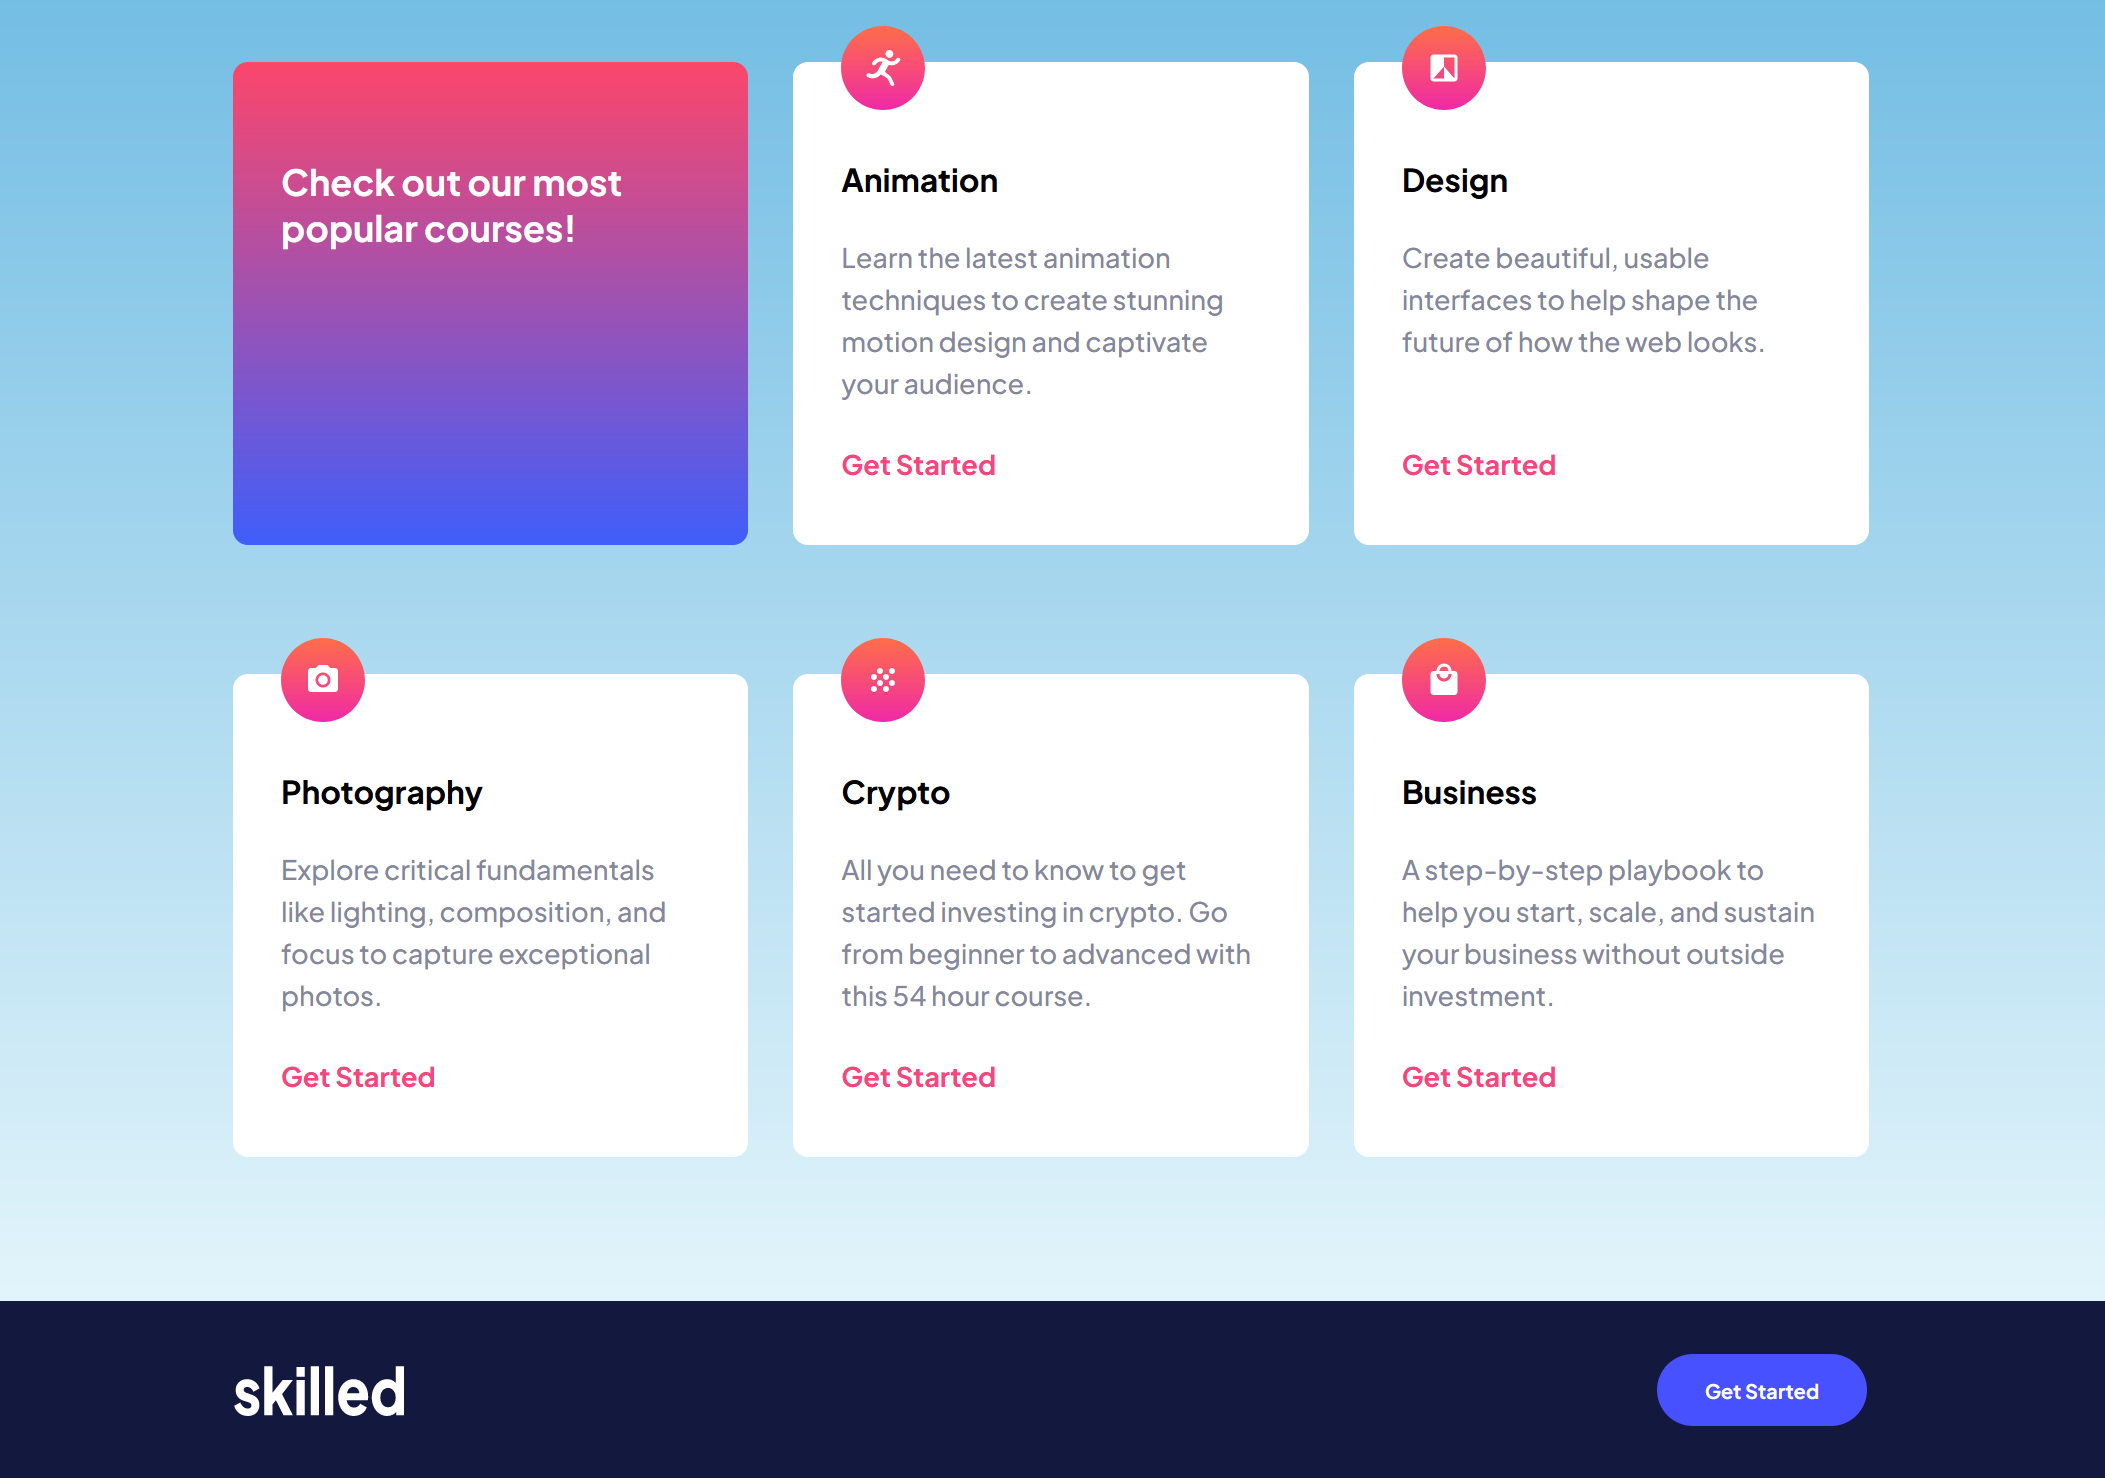 Check out our most
popular courses!
Animation
Learn the latest animation
techniques to create stunning
motion design and captivate
your audience.
Get Started
Design
Create beautiful, usable
interfaces to help shape the
future of how the web looks.
Get Started
Photography
Explore critical fundamentals
like lighting, composition, and
focus to capture exceptional
photos.
Get Started
Crypto
All you need to know to get
started investing in crypto. Go
from beginner to advanced with
this 54 hour course.
Get Started
Business
A step-by-step playbook to
help you start, scale, and sustain
your business without outside
investment.
Get Started
skilled
Get Started